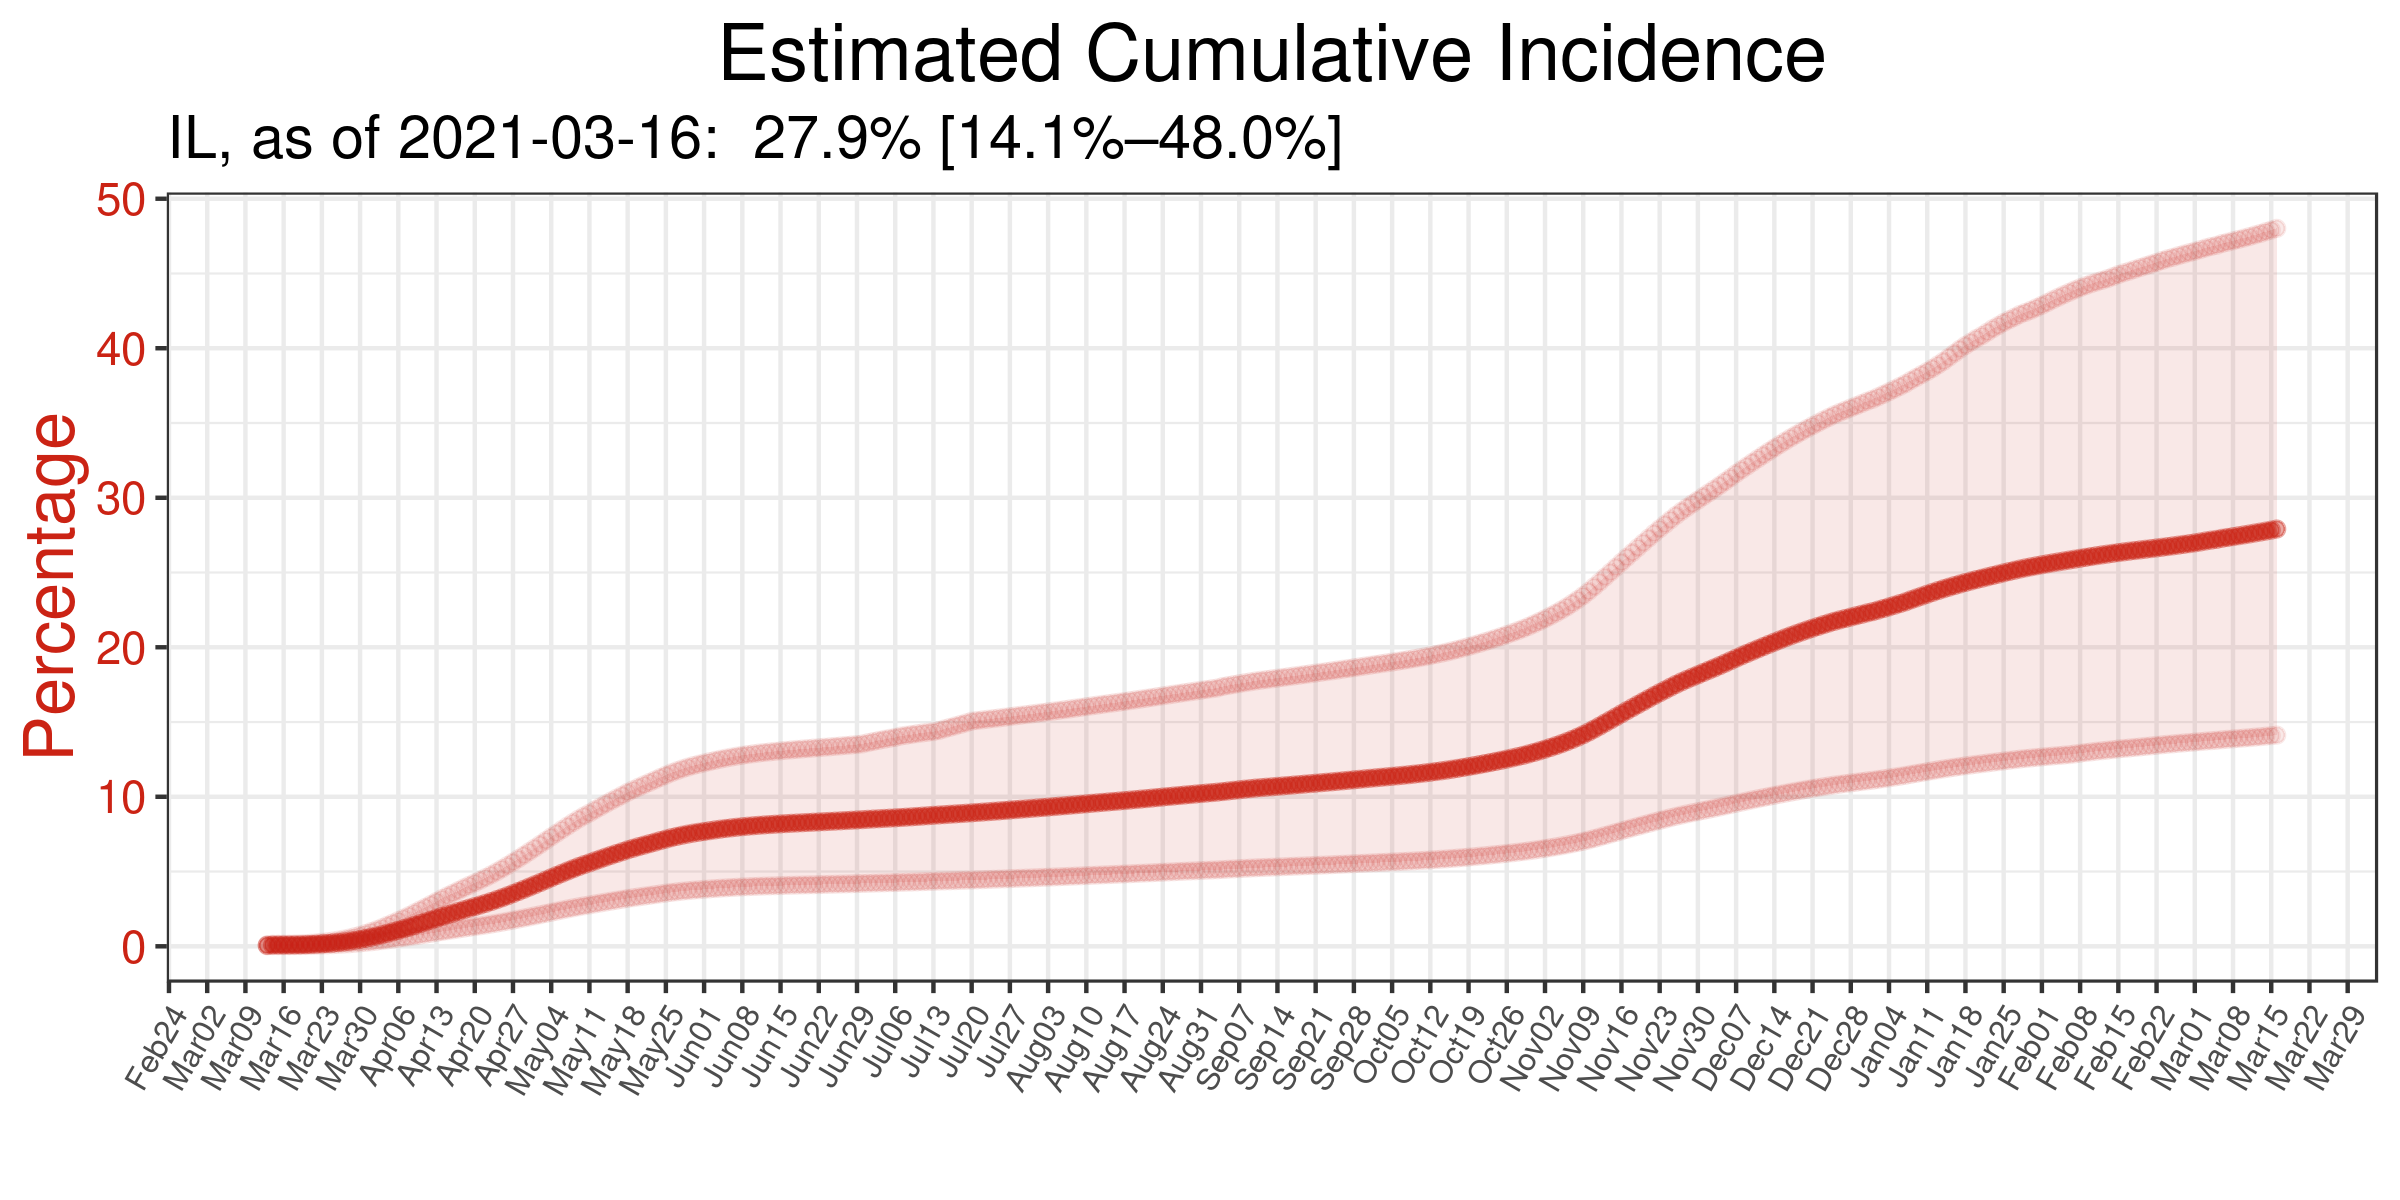 Estimated Cumulative Incidence
IL, as of 2021-03-16:  27.9% [14.1%–48.0%]
Percentage
50
40
30
20
10
0
Feb24
Mar02
Mar09
Mar16
Mar23
Mar30
Apr06
Apr13
Apr20
Apr27
May04
May11
May18
May25
Jun01
Jun08
Jun15
Jun22
Jun29
Jul06
Jul13
Jul20
Jul27
Aug03
Aug10
Aug17
Aug24
Aug31
Sep07
Sep14
Sep21
Sep28
Oct05
Oct12
Oct19
Oct26
Nov02
Nov09
Nov16
Nov23
Nov30
Dec07
Dec14
Dec21
Dec28
Jan04
Jan11
Jan18
Jan25
Feb01
Feb08
Feb15
Feb22
Mar01
Mar08
Mar15
Mar22
Mar29